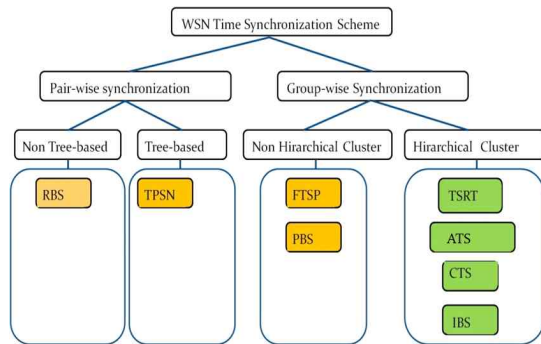 WSN Time Synchronization Scheme
Pair-wise synchronization
Group-wise Synchronization
Non Tree-based
Tree-based
Non Hirarchical Cluster
Hirarchical Cluster
RBS
TPSN
FTSP
TSRT
PBS
ATS
CTS
IBS